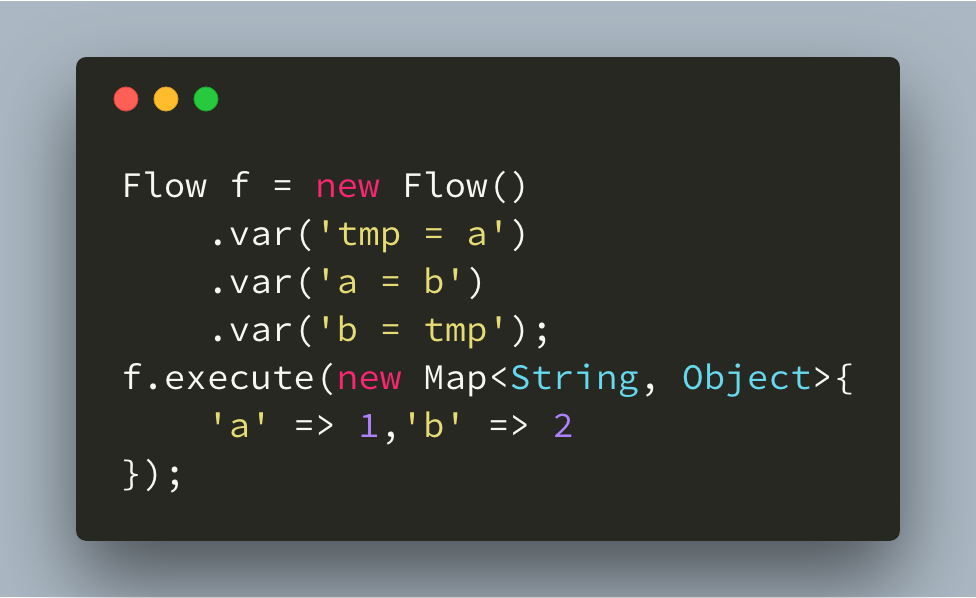 Flow f = new Flow()
    .var('tmp = a')
    .var('a = b')
    .var('b = tmp');
f.execute(new Map<String, Object>{
    'a' => 1,'b' => 2
});